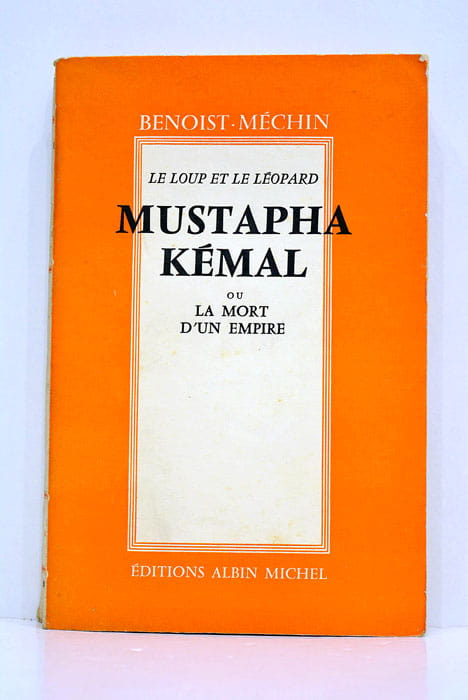 BENOIST-MÉCHIN
LE LOUP ET LE LÉOPARD
MUSTAPHA
KÉMAL
OU
LA MORT
D'UN EMPIRE
ÉDITIONS ALBIN MICHEL